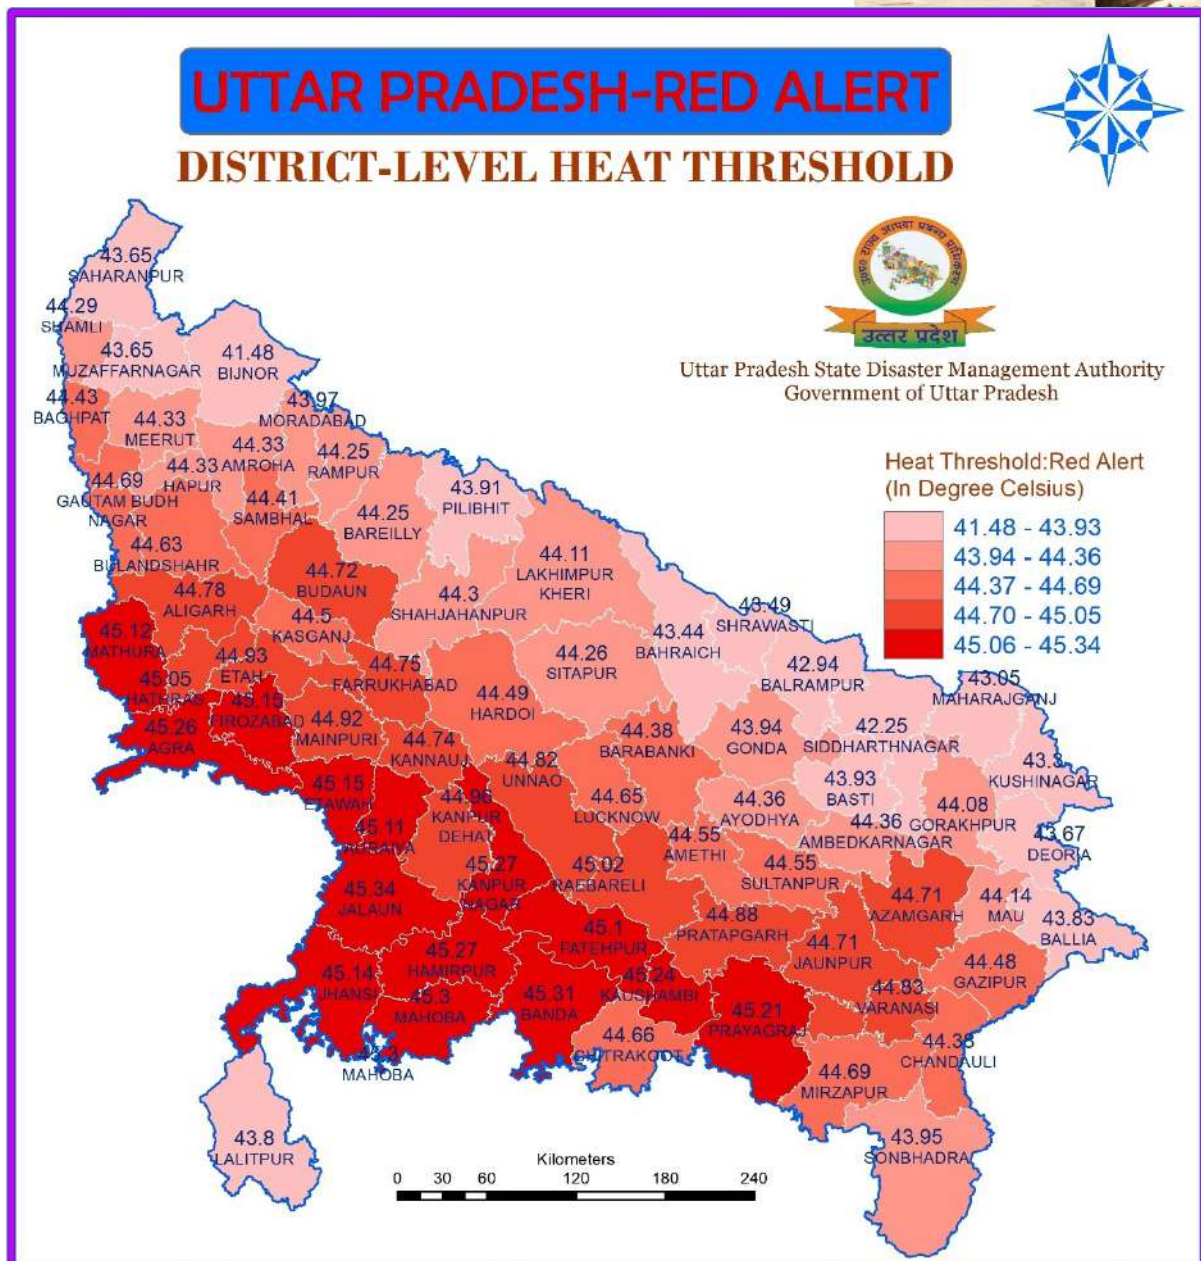 UTTAR PRADESH-RED ALERT
DISTRICT-LEVEL HEAT THRESHOLD
उ०प्र० राज्य आपदा प्रबन्ध प्राधिकरण
उत्तर प्रदेश
Uttar Pradesh State Disaster Management Authority
Government of Uttar Pradesh
Heat Threshold:Red Alert
(In Degree Celsius)
41.48 - 43.93
43.94 - 44.36
44.37 - 44.69
44.70 - 45.05
45.06 - 45.34
43.65
SAHARANPUR
44.29
SHAMLI
43.65
MUZAFFARNAGAR
41.48
BIJNOR
44.43
BAGHPAT
44.33
MEERUT
43.97
MORADABAD
44.33
AMROHA
44.25
RAMPUR
44.33
HAPUR
44.69
GAUTAM BUDH
NAGAR
44.41
SAMBHAL
44.25
BAREILLY
43.91
PILIBHIT
44.63
BULANDSHAHR
44.72
BUDAUN
44.11
LAKHIMPUR
KHERI
44.78
ALIGARH
44.5
KASGANJ
44.3
SHAHJAHANPUR
45.12
MATHURA
43.49
SHRAWASTI
43.44
BAHRAICH
44.93
ETAH
44.75
FARRUKHABAD
44.26
SITAPUR
42.94
BALRAMPUR
43.05
MAHARAJGANJ
45.05
HATHRAS
45.15
FIROZABAD
44.49
HARDOI
45.26
AGRA
44.92
MAINPURI
44.74
KANNAUJ
44.38
BARABANKI
43.94
GONDA
42.25
SIDDHARTHNAGAR
44.82
UNNAO
43.3
KUSHINAGAR
45.15
ETAWAH
44.96
KANPUR
DEHAT
44.65
LUCKNOW
44.36
AYODHYA
43.93
BASTI
44.08
GORAKHPUR
44.36
AMBEDKARNAGAR
43.67
DEORIA
45.11
AURAIYA
44.55
AMETHI
45.27
KANPUR
NAGAR
45.02
RAEBARELI
44.55
SULTANPUR
45.34
JALAUN
44.71
AZAMGARH
44.14
MAU
43.83
BALLIA
45.1
FATEHPUR
44.88
PRATAPGARH
44.71
JAUNPUR
45.27
HAMIRPUR
44.48
GAZIPUR
45.14
JHANSI
45.3
MAHOBA
45.31
BANDA
45.24
KAUSHAMBI
45.21
PRAYAGRAJ
44.83
VARANASI
44.66
CHITRAKOOT
44.38
CHANDAULI
45.3
MAHOBA
44.69
MIRZAPUR
43.8
LALITPUR
43.95
SONBHADRA
Kilometers
0 30 60 120 180 240